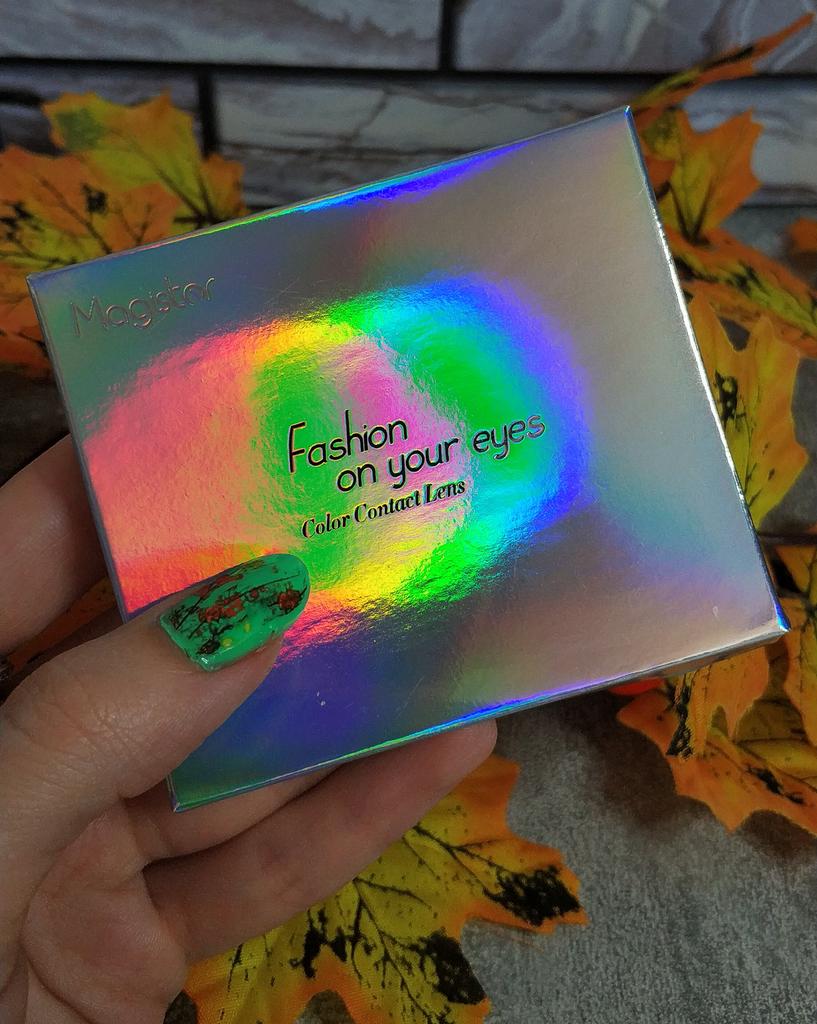 Magister
Fashion
on your eyes
Color Contact Lens